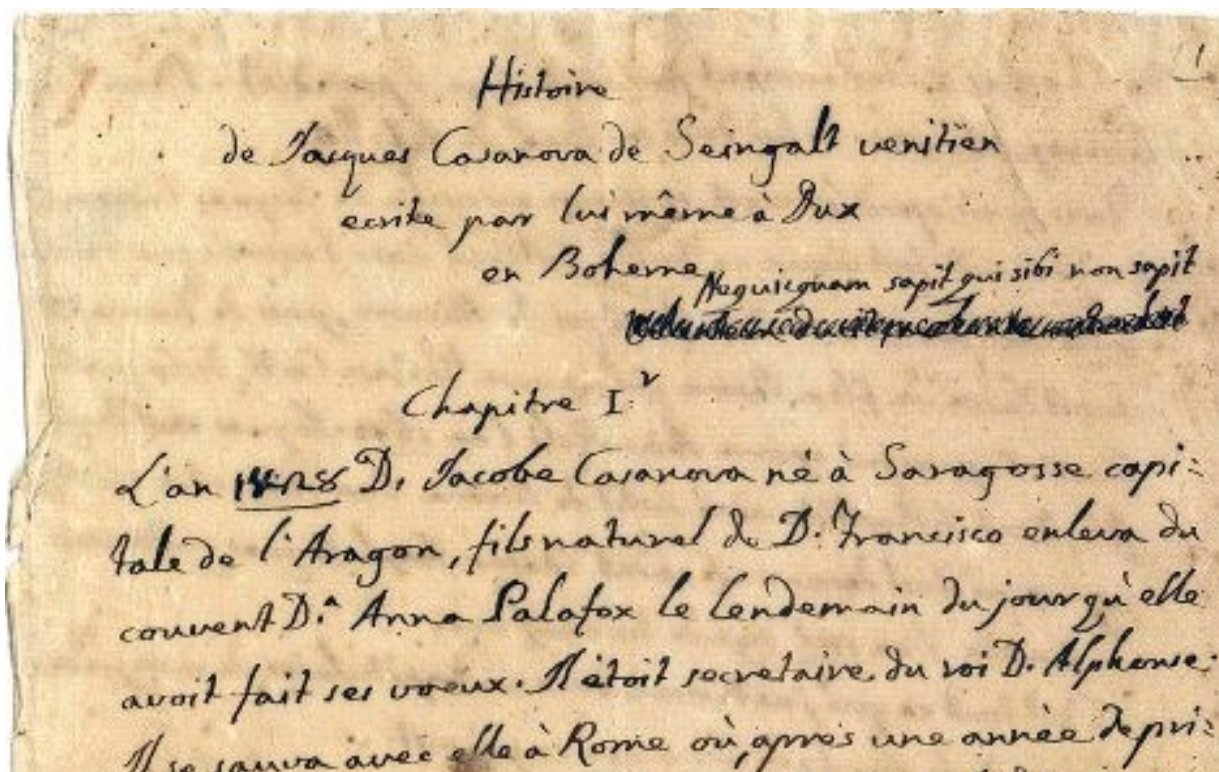 1
Histoire
de Jacques Casanova de Seingalt venitien
ecrite par lui même à Dux
en Boheme
Nequicquam sapit qui sibi non sapit
Chapitre I.r
L'an 1428 D. Jacobe Casanova né à Saragosse capi:
tale de l'Aragon, fils naturel de D. Francisco enleva du
couvent D.a Anna Palafox le lendemain du jour qu'elle
avoit fait ses voeux. Il étoit secretaire du roi D. Alphonse.
Il se sauva avec elle à Rome où, après une année de pri: